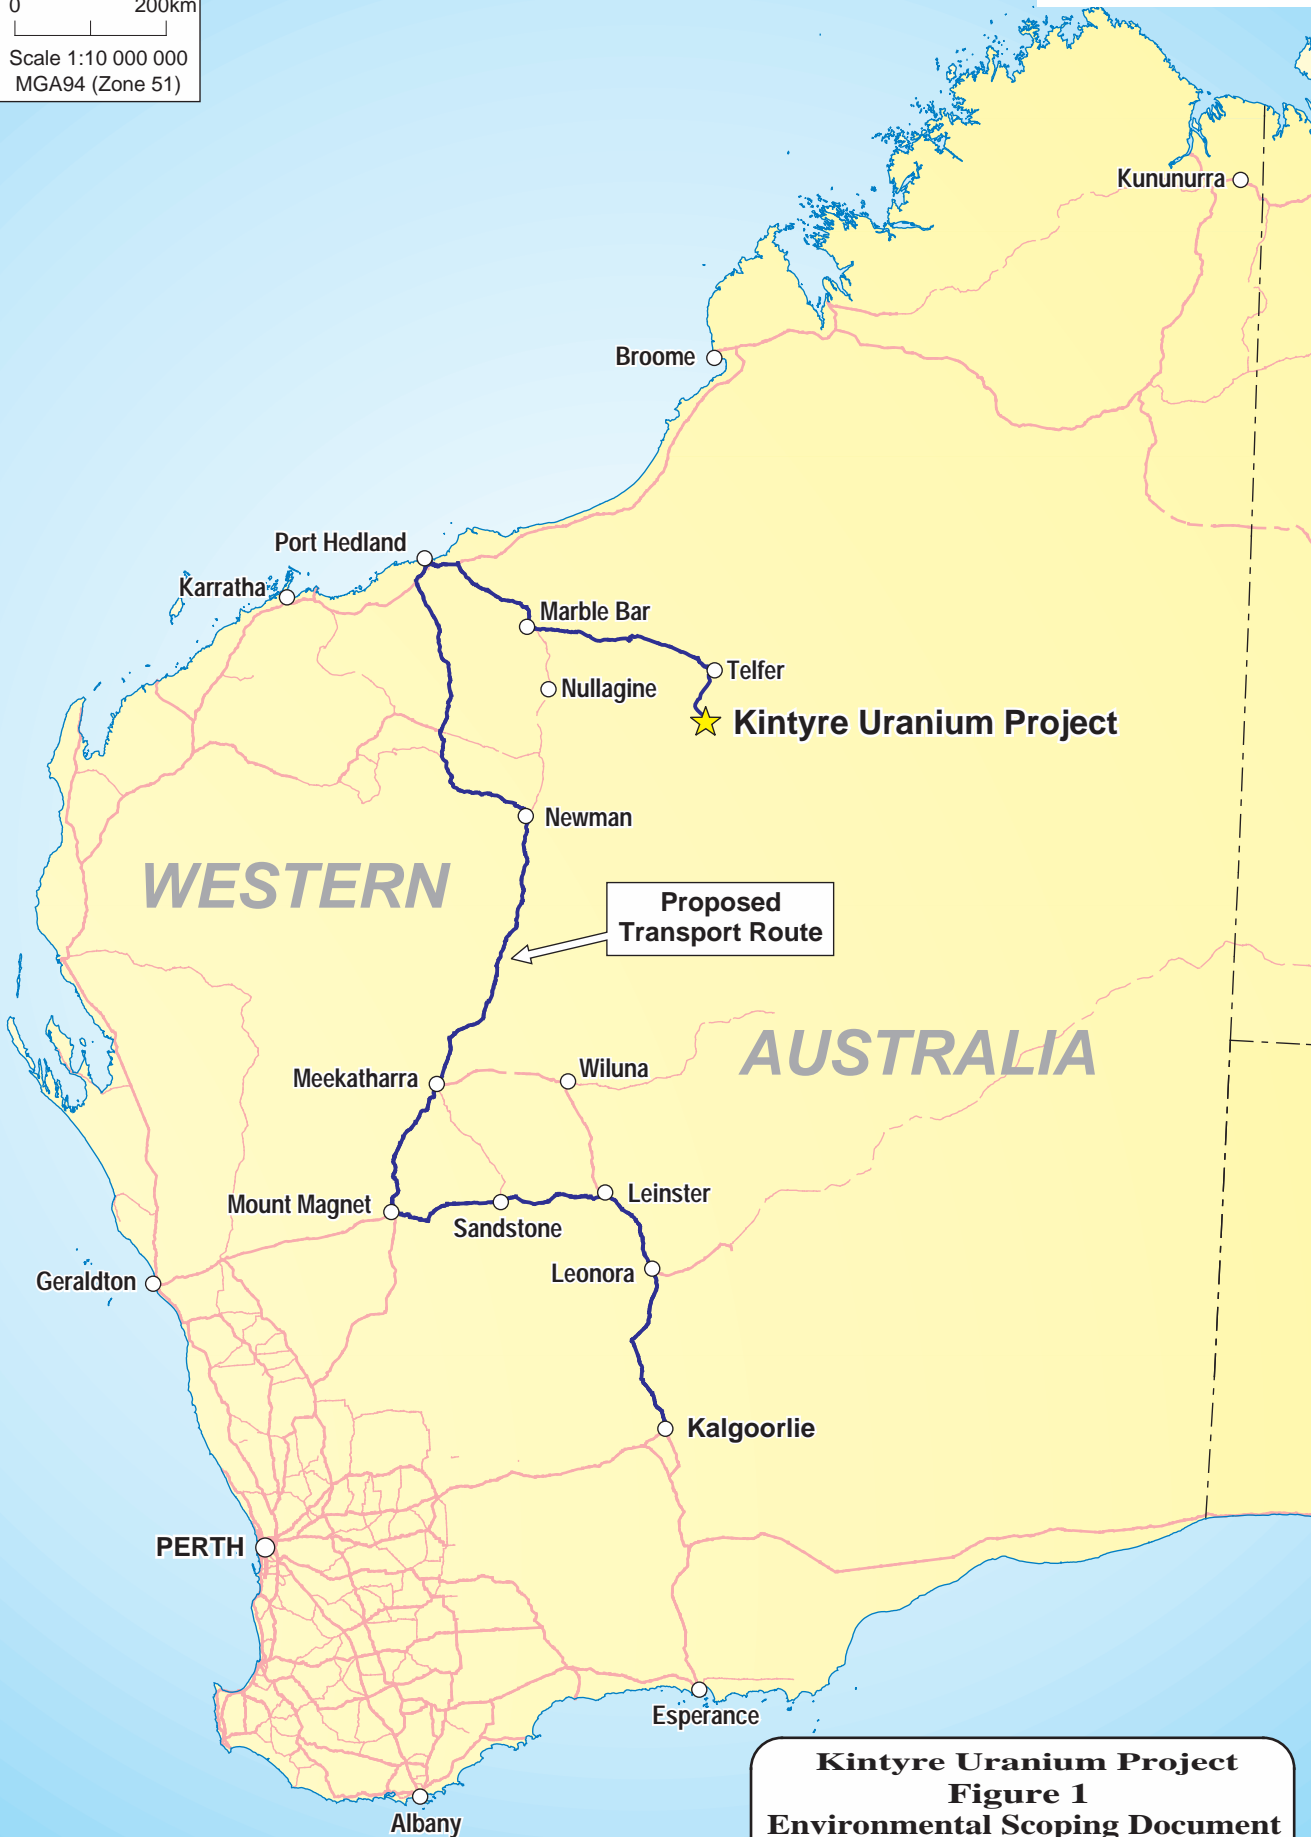 0 200km
Scale 1:10 000 000
MGA94 (Zone 51)
Kununurra
Broome
Port Hedland
Karratha
Marble Bar
Telfer
Nullagine
Kintyre Uranium Project
Newman
WESTERN
Proposed
Transport Route
AUSTRALIA
Meekatharra
Wiluna
Mount Magnet
Leinster
Sandstone
Leonora
Geraldton
Kalgoorlie
PERTH
Esperance
Albany
Kintyre Uranium Project
Figure 1
Environmental Scoping Document